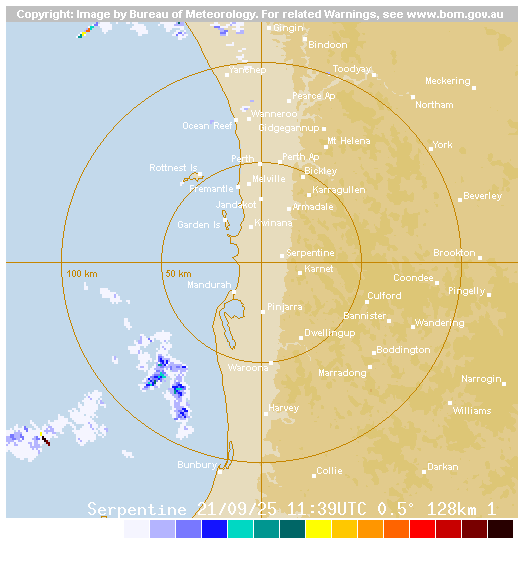 Copyright: Image by Bureau of Meteorology. For related Warnings, see www.bom.gov.au
Gingin
Bindoon
Yanchep
Toodyay
Meckering
Pearce Ap
Northam
Wanneroo
Ocean Reef
Gidgegannup
Mt Helena
York
Perth
Perth Ap
Rottnest Is
Bickley
Melville
Fremantle
Karragullen
Beverley
Jandakot
Armadale
Garden Is
Kwinana
Serpentine
Brookton
100 km
50 km
Karnet
Mandurah
Coondee
Pingelly
Cufford
Pinjarra
Bannister
Wandering
Dwellingup
Boddington
Waroona
Marradong
Narrogin
Harvey
Williams
Bunbury
Collie
Darkan
Serpentine 21/09/25 11:39UTC 0.5° 128km 1